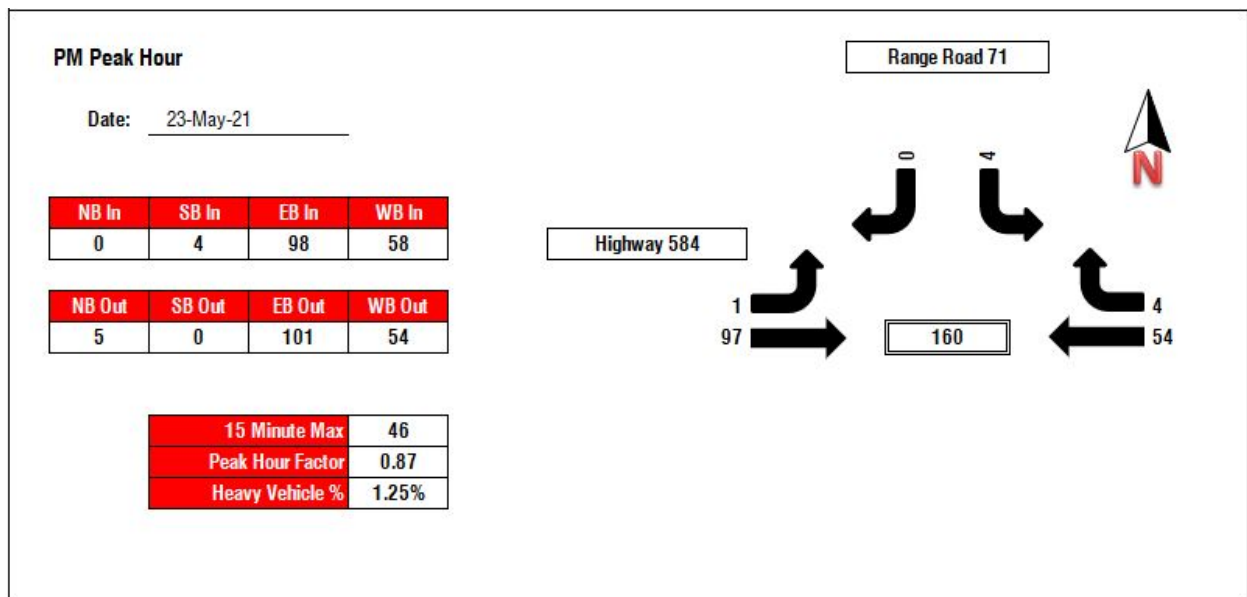 PM Peak Hour
Range Road 71
Date: 23-May-21
N
0 4
NB In SB In EB In WB In
0 4 98 58
Highway 584
NB Out SB Out EB Out WB Out
5 0 101 54
1 4
97 160 54
15 Minute Max 46
Peak Hour Factor 0.87
Heavy Vehicle % 1.25%